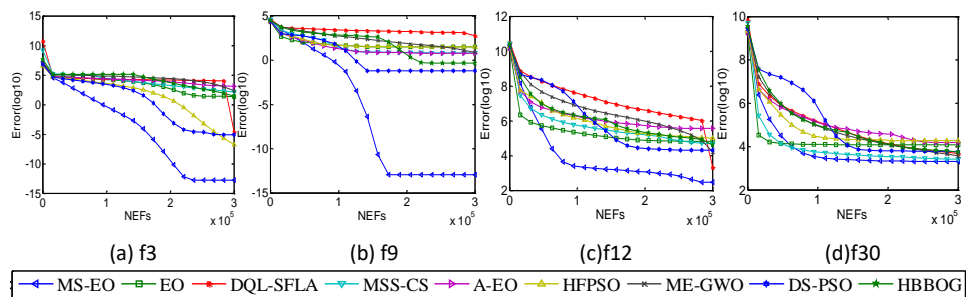 Error(log10)
15
10
5
0
-5
-10
15
0
1
2
3
NEFs
x 10^5
(a) f3
Error(log10)
5
0
-5
-10
-15
0
1
2
3
NEFs
x 10^5
(b) f9
Error(log10)
12
10
8
6
4
2
0
1
2
3
NEFs
x 10^5
(c)f12
Error(log10)
10
8
6
4
2
0
1
2
3
NEFs
x 10^5
(d)f30
MS-EO EO DQL-SFLA MSS-CS A-EO HFPSO ME-GWO DS-PSO HBBOG